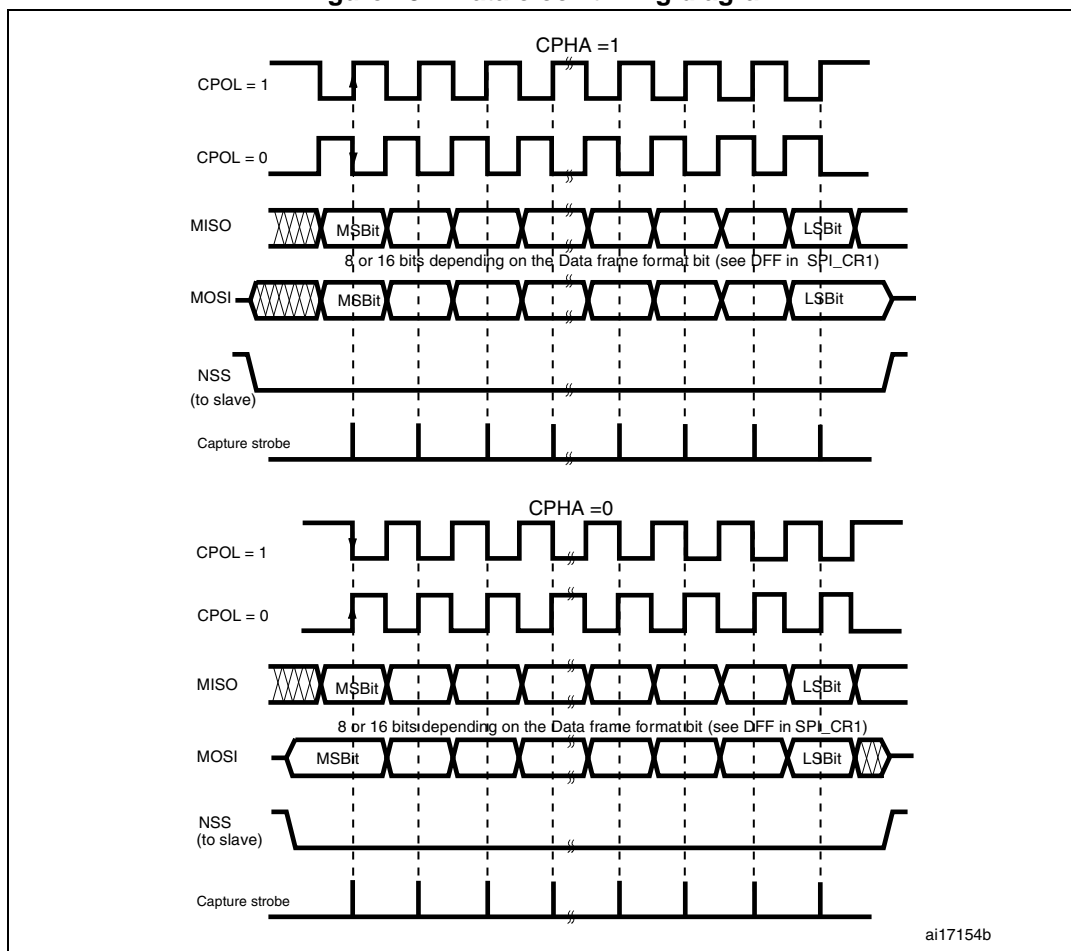 CPHA =1
CPOL = 1
CPOL = 0
MISO
MSBit
LSBit
8 or 16 bits depending on the Data frame format bit (see DFF in SPI_CR1)
MOSI
MSBit
LSBit
NSS
(to slave)
Capture strobe
CPHA =0
CPOL = 1
CPOL = 0
MISO
MSBit
LSBit
8 or 16 bits depending on the Data frame format bit (see DFF in SPI_CR1)
MOSI
MSBit
LSBit
NSS
(to slave)
Capture strobe
ai17154b